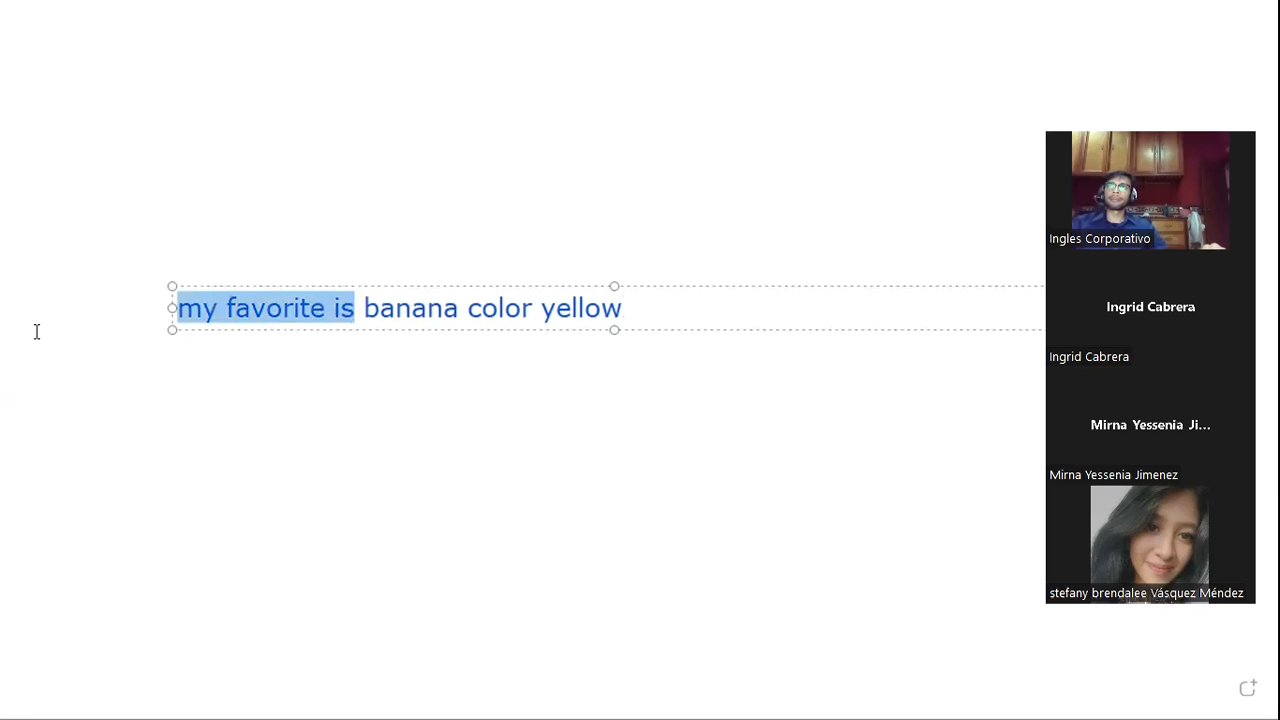 my favorite is banana color yellow
Ingles Corporativo
Ingrid Cabrera
Ingrid Cabrera
Mirna Yessenia Ji...
Mirna Yessenia Jimenez
stefany brendalee Vásquez Méndez